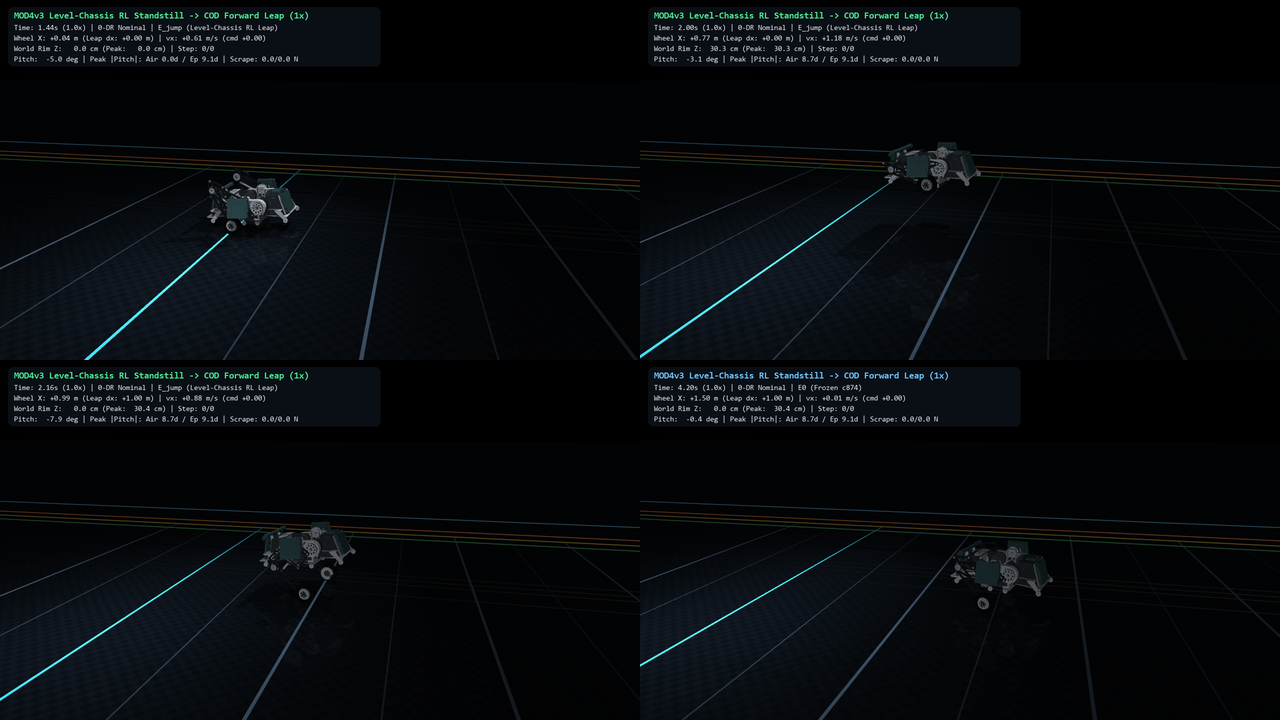 MOD4v3 Level-Chassis RL Standstill -> COD Forward Leap (1x)
Time: 1.44s (1.0x) | 0-DR Nominal | E_jump (Level-Chassis RL Leap)
Wheel X: +0.04 m (Leap dx: +0.00 m) | vx: +0.61 m/s (cmd +0.00)
World Rim Z:   0.0 cm (Peak:   0.0 cm) | Step: 0/0
Pitch:  -5.0 deg | Peak |Pitch|: Air 0.0d / Ep 9.1d | Scrape: 0.0/0.0 N
MOD4v3 Level-Chassis RL Standstill -> COD Forward Leap (1x)
Time: 2.00s (1.0x) | 0-DR Nominal | E_jump (Level-Chassis RL Leap)
Wheel X: +0.77 m (Leap dx: +0.00 m) | vx: +1.18 m/s (cmd +0.00)
World Rim Z:  30.3 cm (Peak:  30.3 cm) | Step: 0/0
Pitch:  -3.1 deg | Peak |Pitch|: Air 8.7d / Ep 9.1d | Scrape: 0.0/0.0 N
MOD4v3 Level-Chassis RL Standstill -> COD Forward Leap (1x)
Time: 2.16s (1.0x) | 0-DR Nominal | E_jump (Level-Chassis RL Leap)
Wheel X: +0.99 m (Leap dx: +1.00 m) | vx: +0.88 m/s (cmd +0.00)
World Rim Z:   0.0 cm (Peak:  30.4 cm) | Step: 0/0
Pitch:  -7.9 deg | Peak |Pitch|: Air 8.7d / Ep 9.1d | Scrape: 0.0/0.0 N
MOD4v3 Level-Chassis RL Standstill -> COD Forward Leap (1x)
Time: 4.20s (1.0x) | 0-DR Nominal | E0 (Frozen c874)
Wheel X: +1.50 m (Leap dx: +1.00 m) | vx: +0.01 m/s (cmd +0.00)
World Rim Z:   0.0 cm (Peak:  30.4 cm) | Step: 0/0
Pitch:  -0.4 deg | Peak |Pitch|: Air 8.7d / Ep 9.1d | Scrape: 0.0/0.0 N